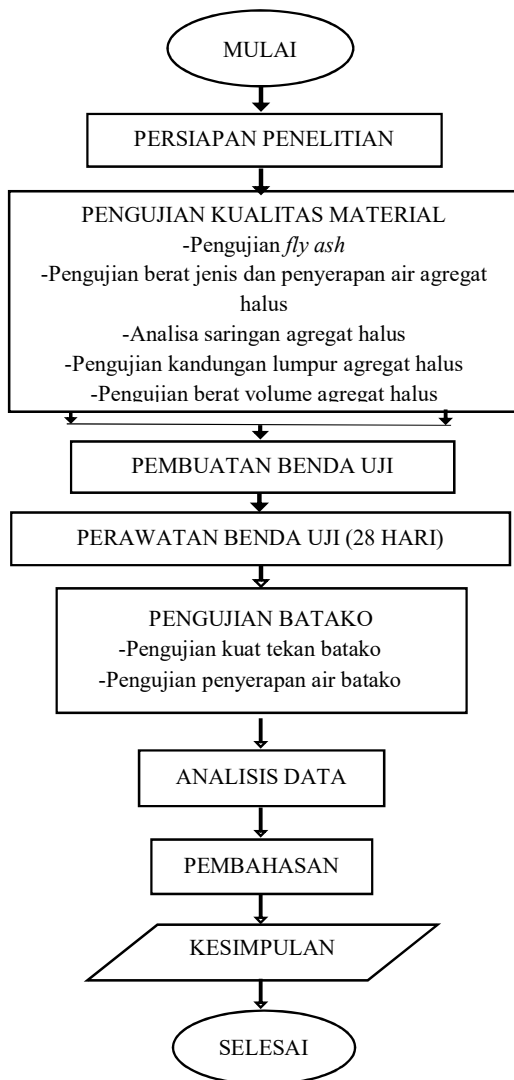 MULAI
PERSIAPAN PENELITIAN
PENGUJIAN KUALITAS MATERIAL
-Pengujian fly ash
-Pengujian berat jenis dan penyerapan air agregat
halus
-Analisa saringan agregat halus
-Pengujian kandungan lumpur agregat halus
-Pengujian berat volume agregat halus
PEMBUATAN BENDA UJI
PERAWATAN BENDA UJI (28 HARI)
PENGUJIAN BATAKO
-Pengujian kuat tekan batako
-Pengujian penyerapan air batako
ANALISIS DATA
PEMBAHASAN
KESIMPULAN
SELESAI